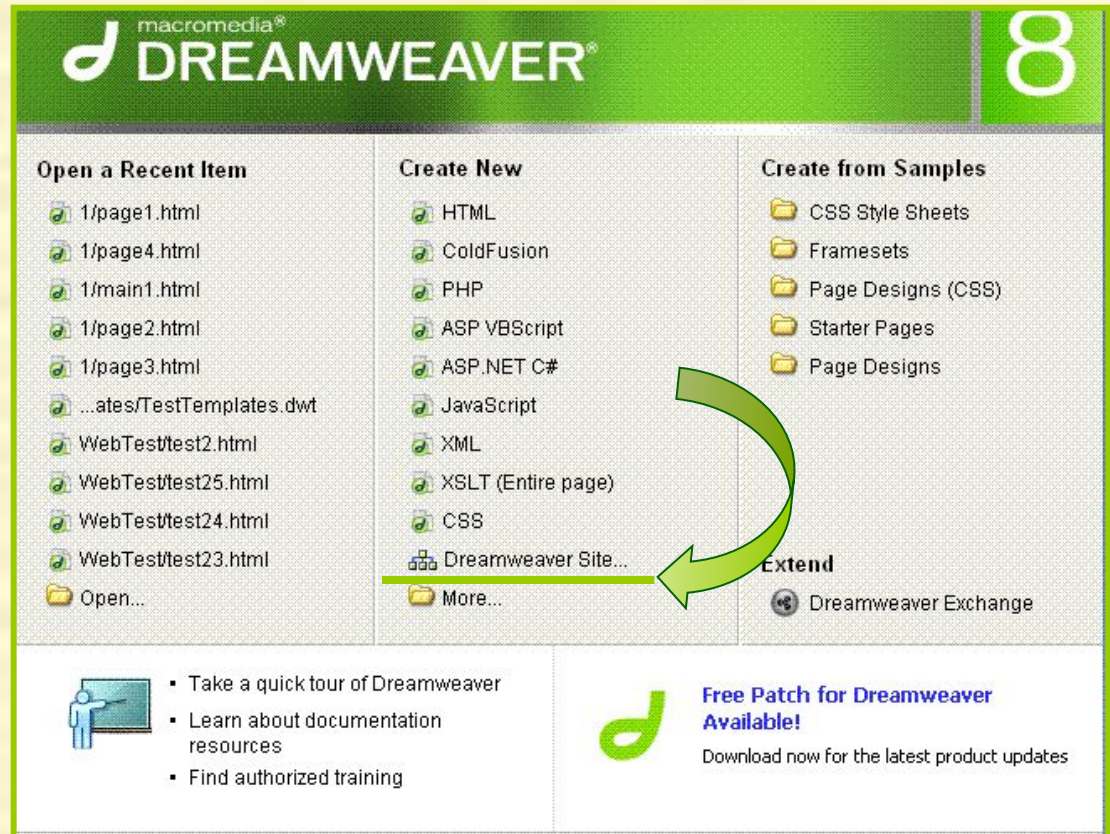 macromedia®
DREAMWEAVER®
8
Open a Recent Item
1/page1.html
1/page4.html
1/main1.html
1/page2.html
1/page3.html
...ates/TestTemplates.dwt
WebTest/test2.html
WebTest/test25.html
WebTest/test24.html
WebTest/test23.html
Open...
Create New
HTML
ColdFusion
PHP
ASP VBScript
ASP.NET C#
JavaScript
XML
XSLT (Entire page)
CSS
Dreamweaver Site...
More...
Create from Samples
CSS Style Sheets
Framesets
Page Designs (CSS)
Starter Pages
Page Designs
Extend
Dreamweaver Exchange
▪ Take a quick tour of Dreamweaver
▪ Learn about documentation
resources
▪ Find authorized training
Free Patch for Dreamweaver
Available!
Download now for the latest product updates